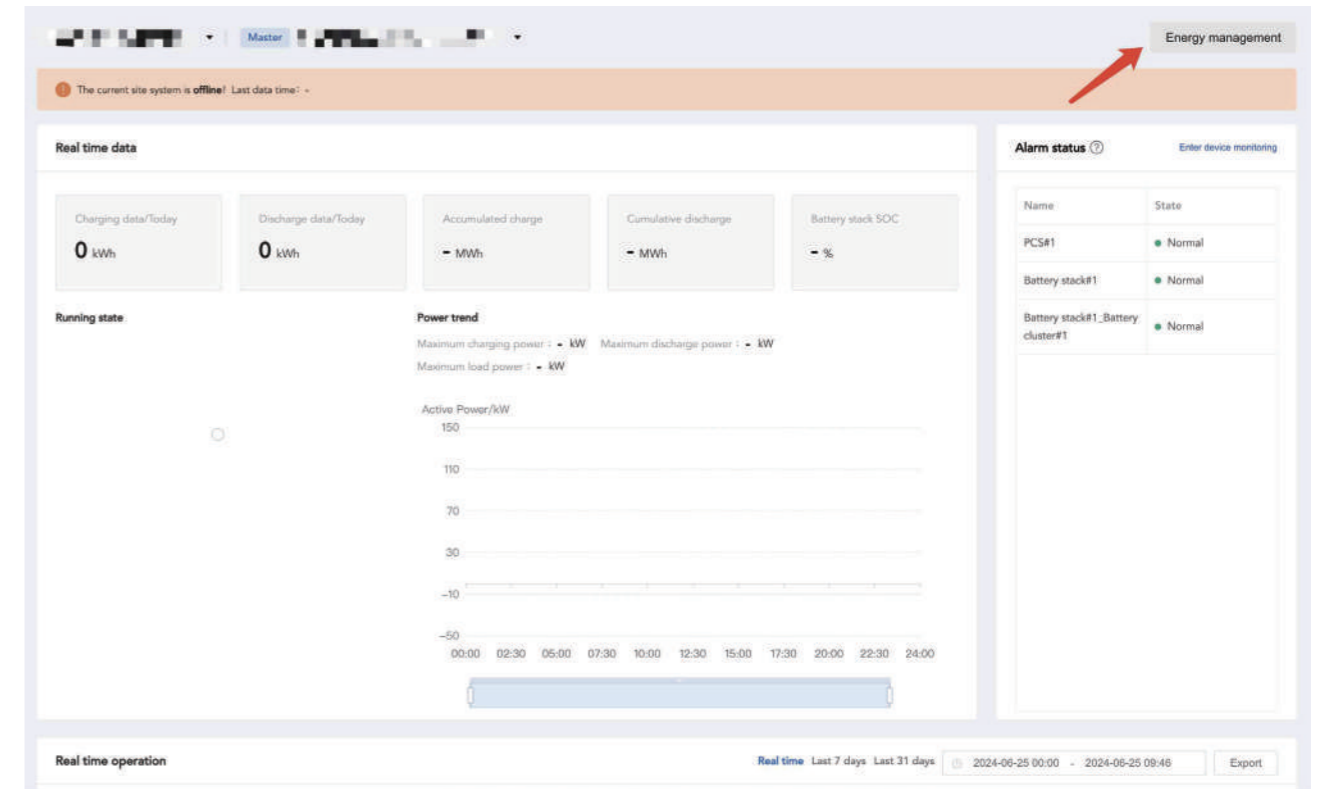 Master
Energy management
The current site system is offline! Last data time: -
Real time data
Alarm status ? Enter device monitoring
Charging data/Today
0 kWh
Discharge data/Today
0 kWh
Accumulated charge
- MWh
Cumulative discharge
- MWh
Battery stack SOC
- %
Name State
PCS#1 Normal
Battery stack#1 Normal
Battery stack#1_Battery
cluster#1
Normal
Running state
Power trend
Maximum charging power : - kW Maximum discharge power : - kW
Maximum load power : - kW
Active Power/kW
150
110
70
30
-10
-50
00:00 02:30 05:00 07:30 10:00 12:30 15:00 17:30 20:00 22:30 24:00
Real time operation
Real time Last 7 days Last 31 days 2024-06-25 00:00 - 2024-06-25 09:46 Export